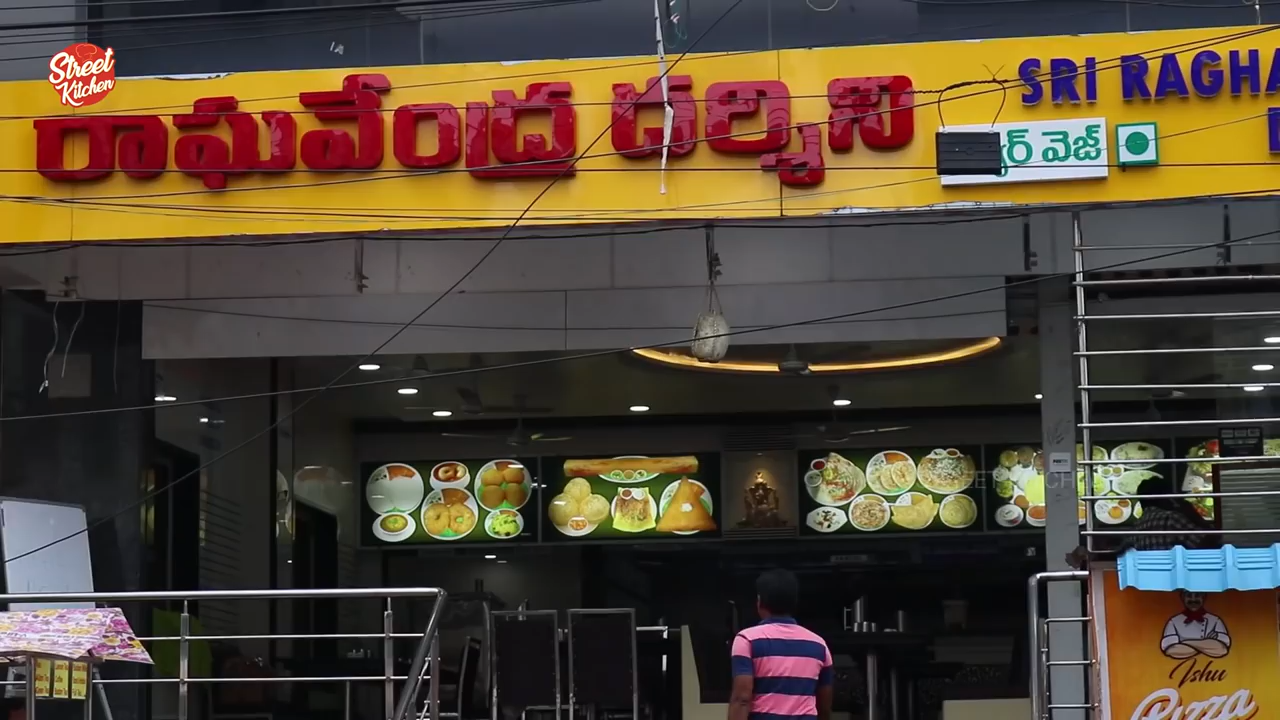 Street
Kitchen
రాఘవేంద్ర దర్శిని
SRI RAGHA
వెజ్
Ishu
Pizza